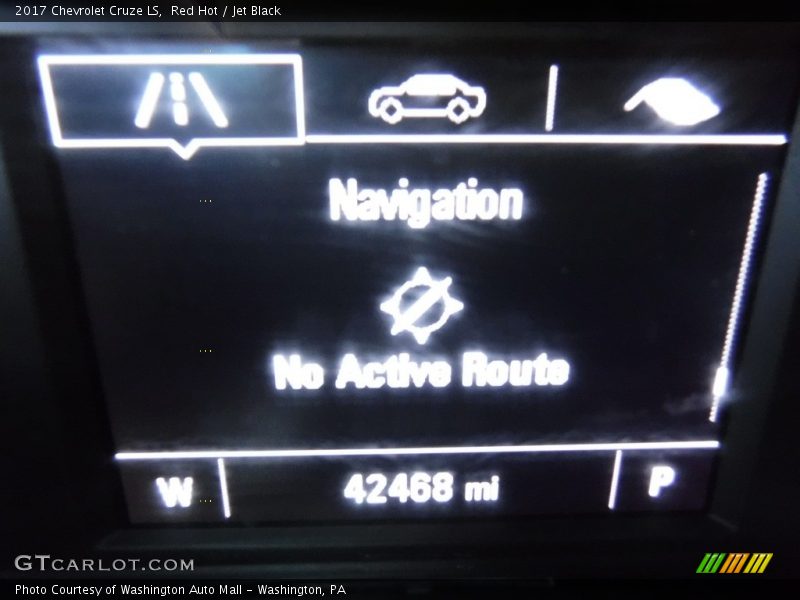 2017 Chevrolet Cruze LS,  Red Hot / Jet Black
Navigation
No Active Route
W 42468 mi P
GTCARLOT.COM
Photo Courtesy of Washington Auto Mall – Washington, PA